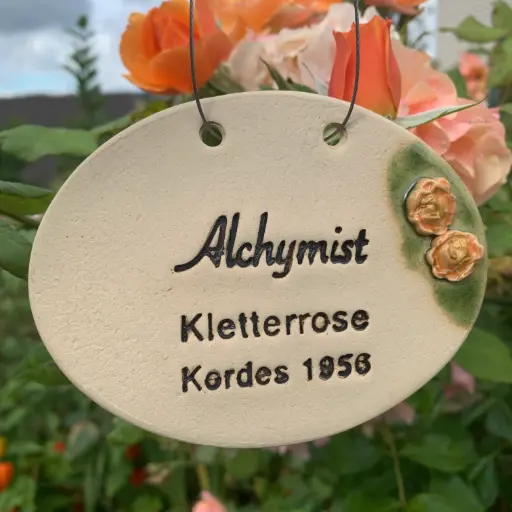 Alchymist
Kletterrose
Kordes 1956